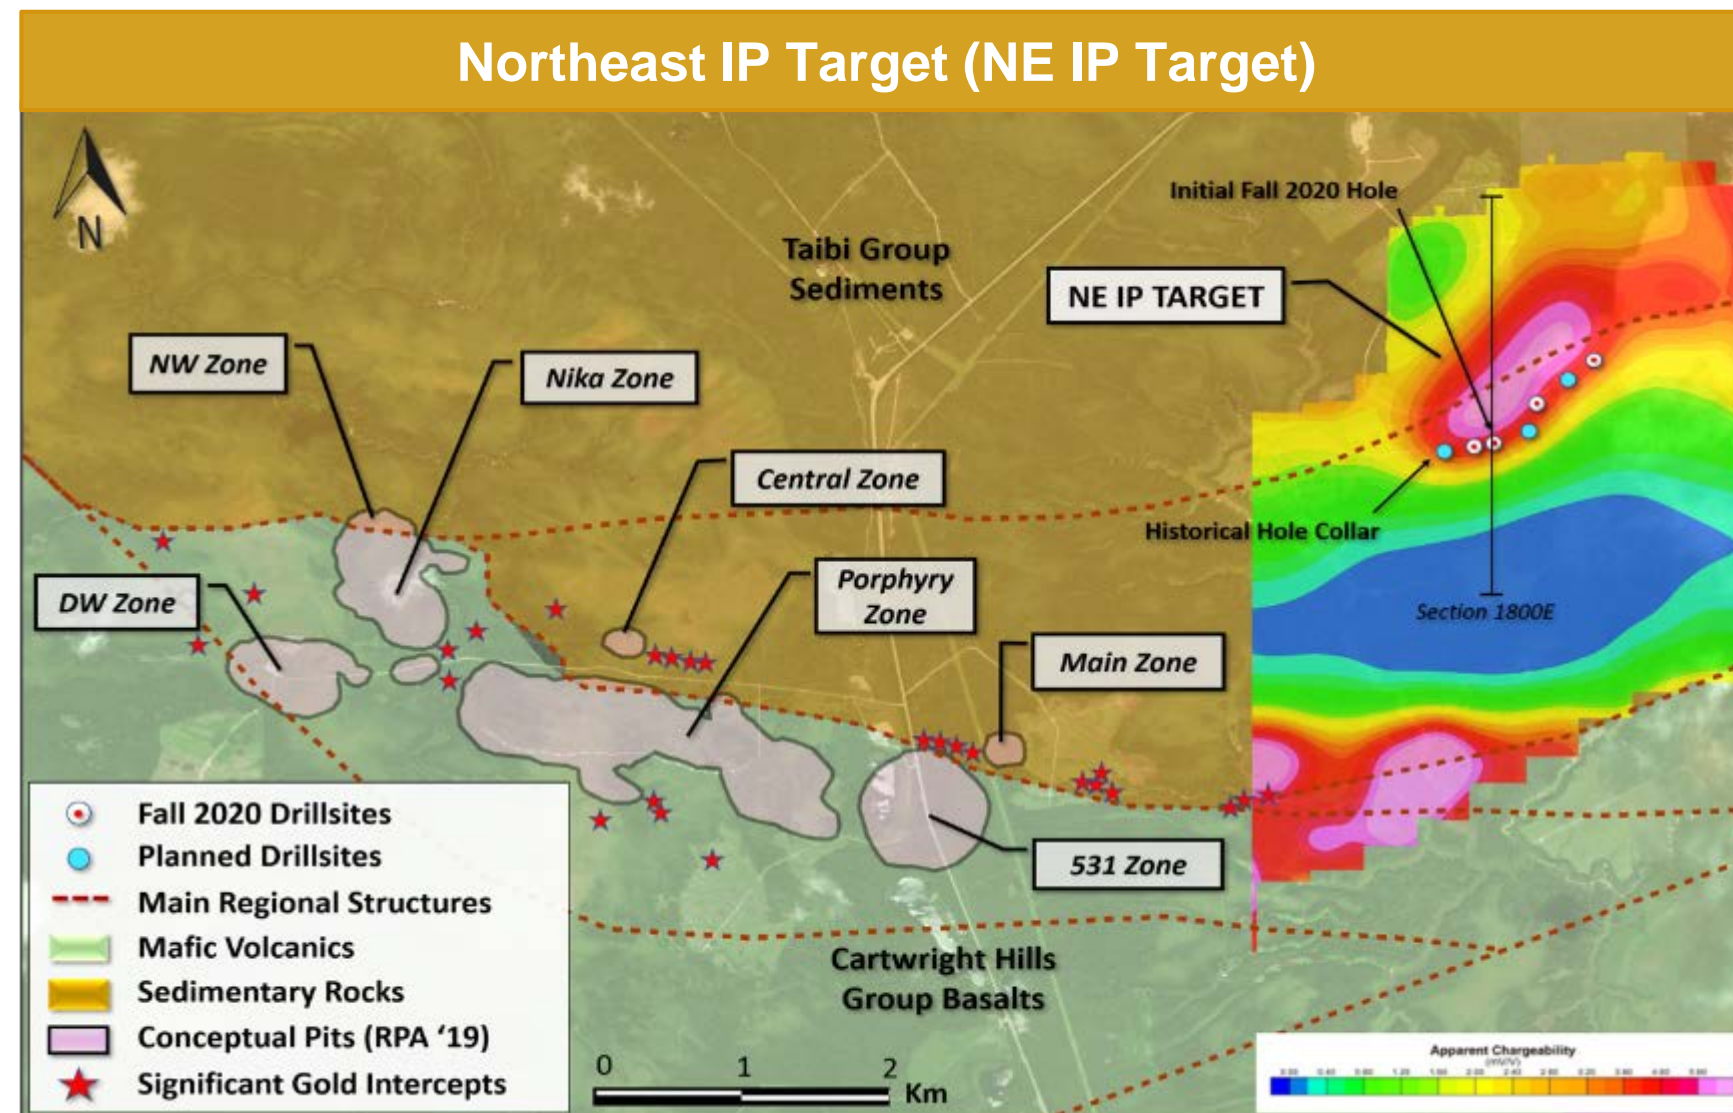 Northeast IP Target (NE IP Target)
N
Initial Fall 2020 Hole
Taibi Group
Sediments
NE IP TARGET
NW Zone
Nika Zone
Central Zone
Historical Hole Collar
DW Zone
Porphyry
Zone
Section 1800E
Main Zone
531 Zone
Fall 2020 Drillsites
Planned Drillsites
Main Regional Structures
Mafic Volcanics
Sedimentary Rocks
Conceptual Pits (RPA ‘19)
Significant Gold Intercepts
Cartwright Hills
Group Basalts
0 1 2
Km
Apparent Chargeability
(mV/V)